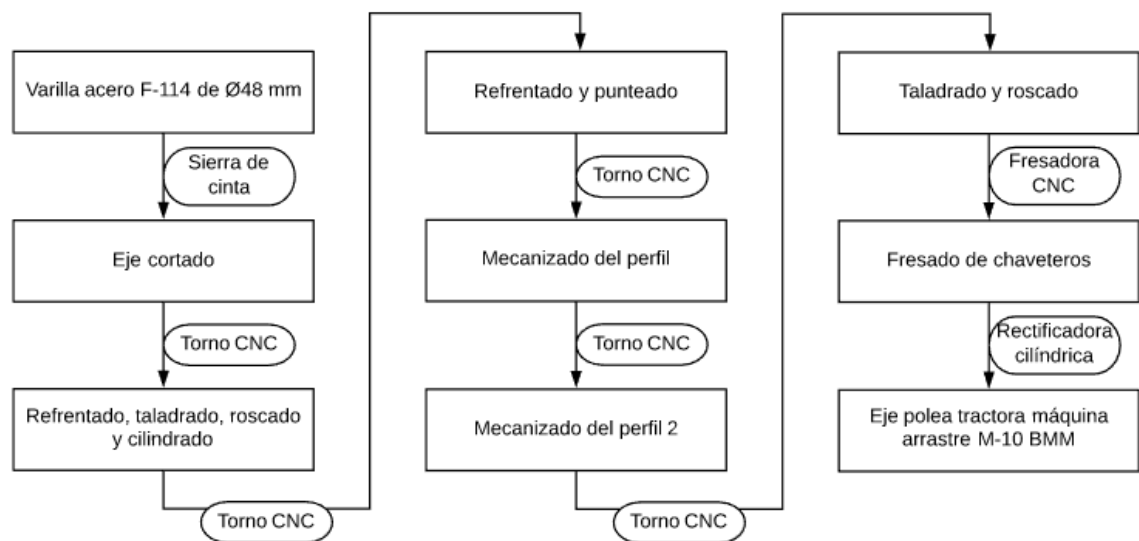 Varilla acero F-114 de Ø48 mm
Sierra de
cinta
Eje cortado
Torno CNC
Refrentado, taladrado, roscado
y cilindrado
Torno CNC
Refrentado y punteado
Torno CNC
Mecanizado del perfil
Torno CNC
Mecanizado del perfil 2
Torno CNC
Taladrado y roscado
Fresadora
CNC
Fresado de chaveteros
Rectificadora
cilíndrica
Eje polea tractora máquina
arrastre M-10 BMM